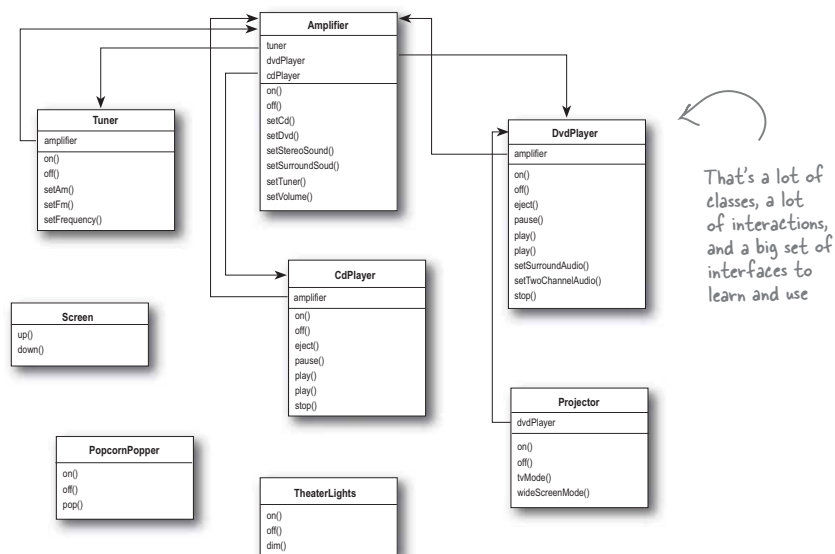 Amplifier
tuner
dvdPlayer
cdPlayer
on()
off()
setCd()
setDvd()
setStereoSound()
setSurroundSoud()
setTuner()
setVolume()
Tuner
amplifier
on()
off()
setAm()
setFm()
setFrequency()
DvdPlayer
amplifier
on()
off()
eject()
pause()
play()
play()
setSurroundAudio()
setTwoChannelAudio()
stop()
That's a lot of
classes, a lot
of interactions,
and a big set of
interfaces to
learn and use
CdPlayer
amplifier
on()
off()
eject()
pause()
play()
play()
stop()
Screen
up()
down()
Projector
dvdPlayer
on()
off()
tvMode()
wideScreenMode()
PopcornPopper
on()
off()
pop()
TheaterLights
on()
off()
dim()